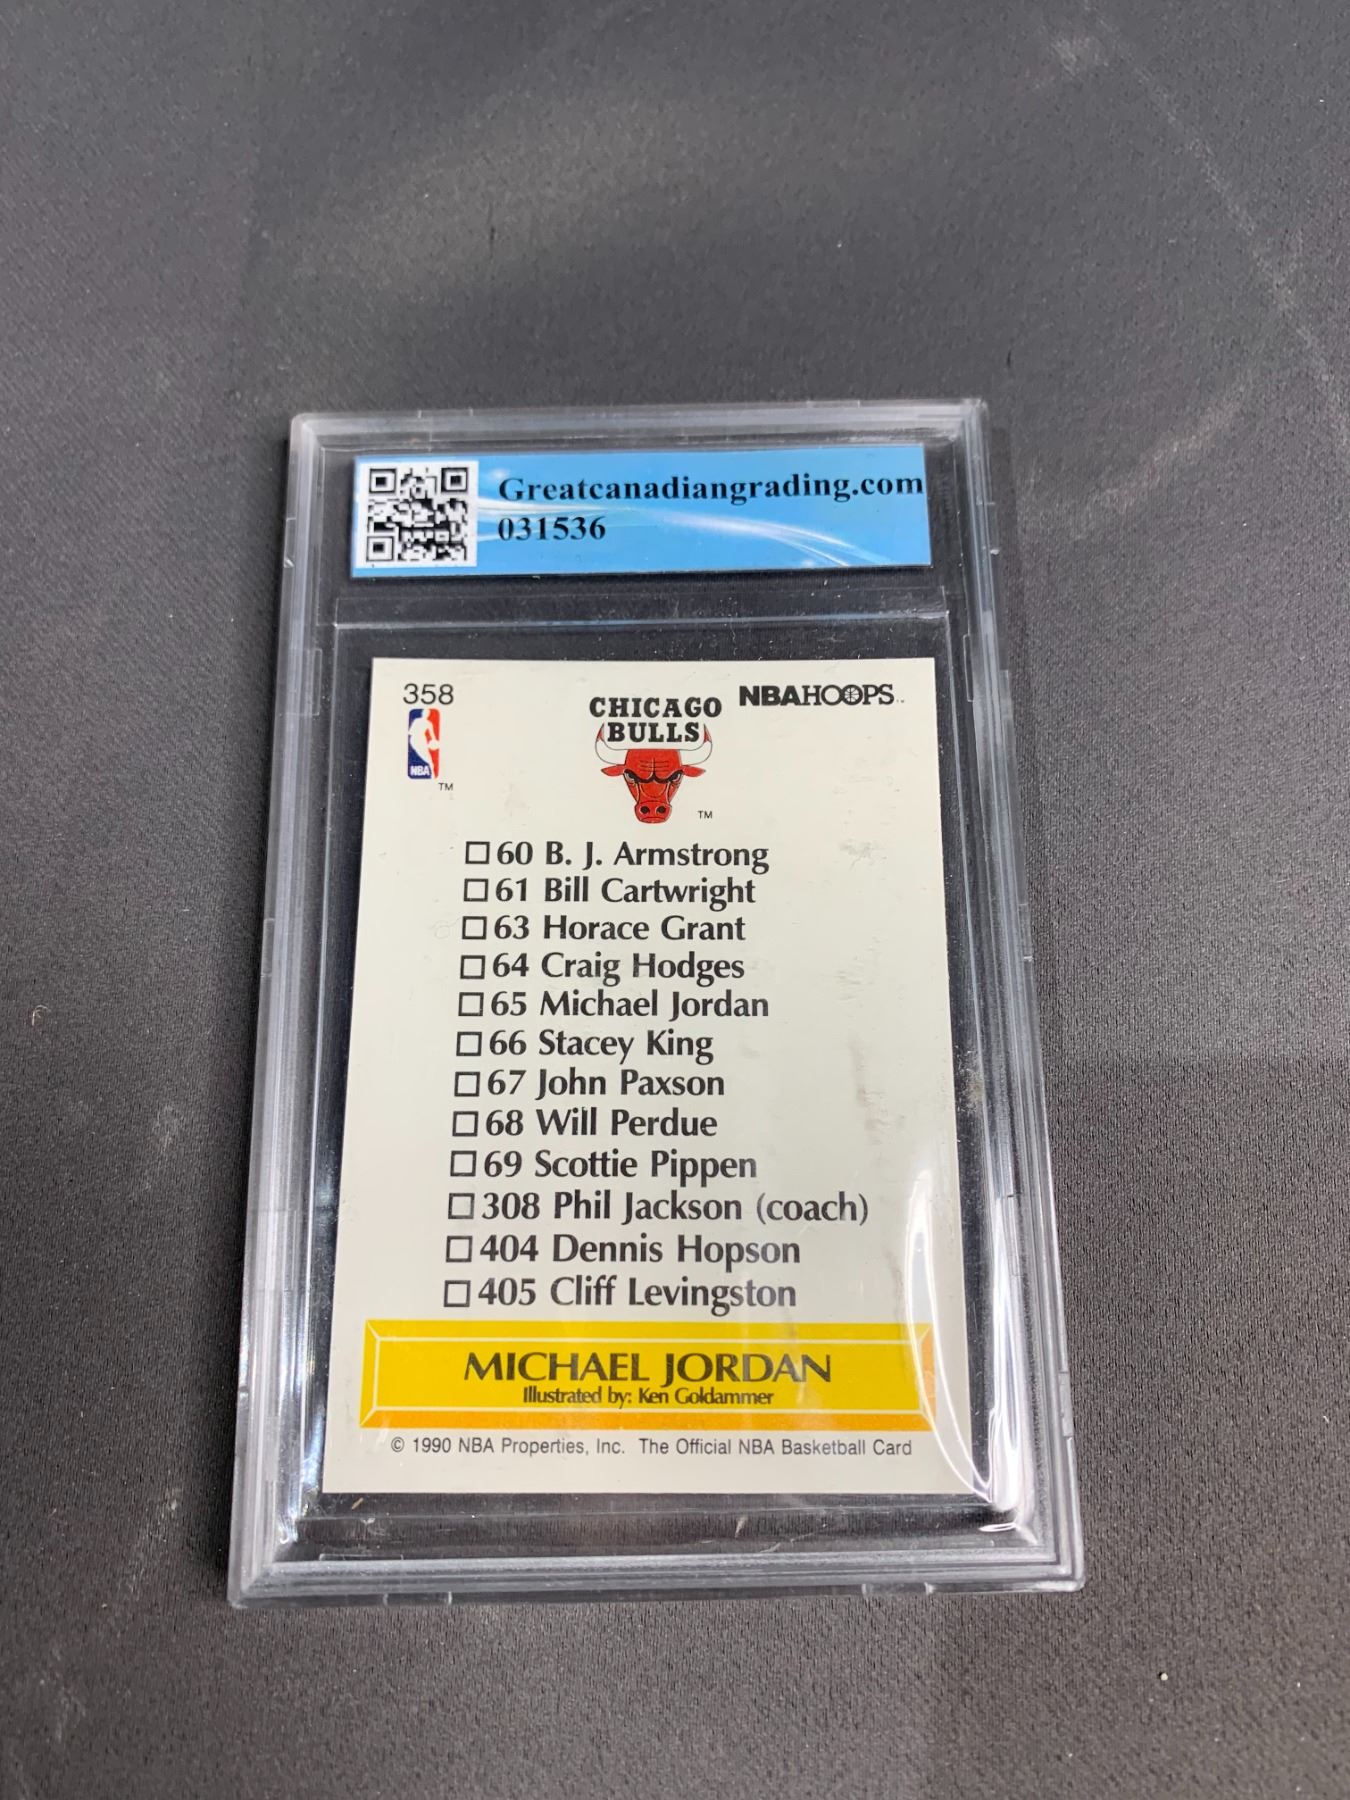 Greatcanadiangrading.com
031536
358
NBA HOOPS™
CHICAGO
BULLS
NBA
TM
TM
60 B. J. Armstrong
61 Bill Cartwright
63 Horace Grant
64 Craig Hodges
65 Michael Jordan
66 Stacey King
67 John Paxson
68 Will Perdue
69 Scottie Pippen
308 Phil Jackson (coach)
404 Dennis Hopson
405 Cliff Levingston
MICHAEL JORDAN
Illustrated by: Ken Goldammer
© 1990 NBA Properties, Inc. The Official NBA Basketball Card